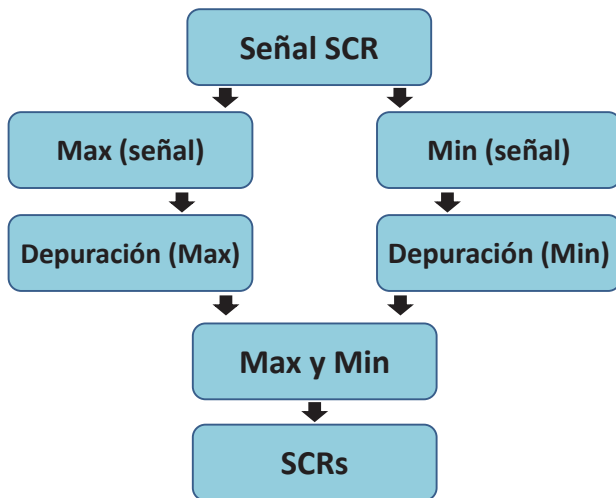 Señal SCR
Max (señal)
Min (señal)
Depuración (Max)
Depuración (Min)
Max y Min
SCRs